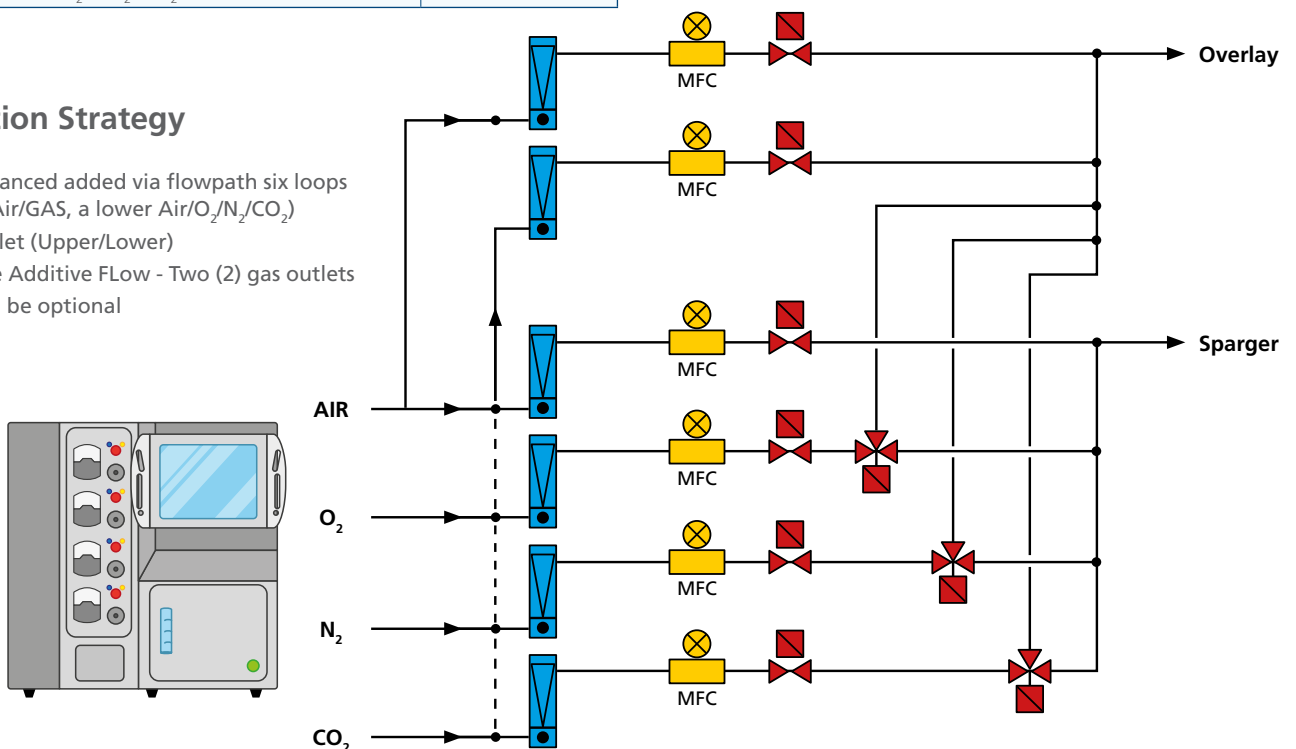 tion Strategy
anced added via flowpath six loops
Air/GAS, a lower Air/O₂/N₂/CO₂)
let (Upper/Lower)
e Additive FLow - Two (2) gas outlets
be optional
MFC
Overlay
MFC
MFC
Sparger
AIR
MFC
O₂
MFC
N₂
MFC
CO₂